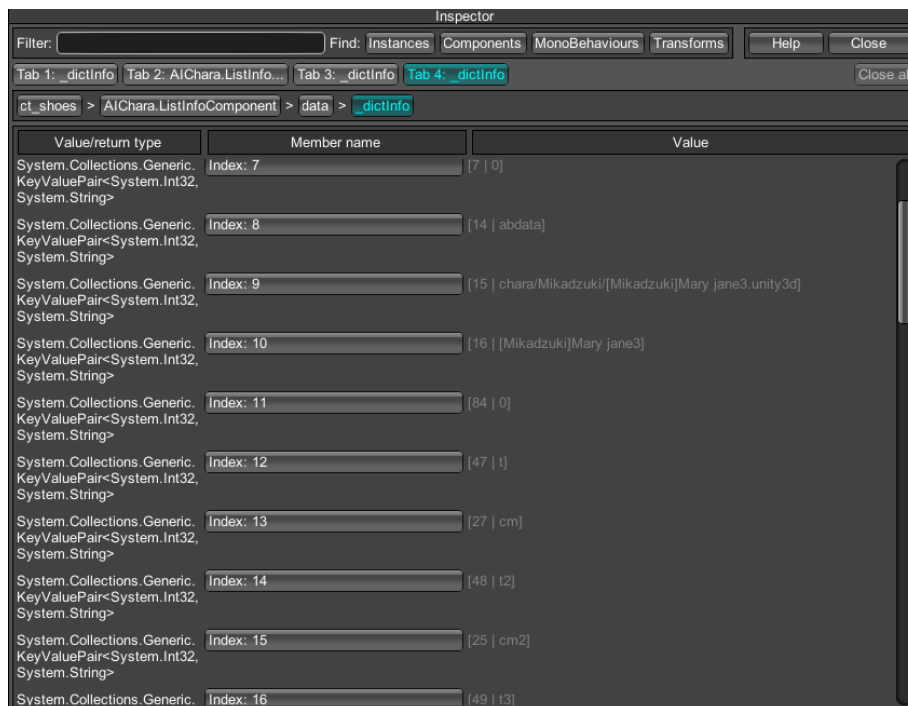 Inspector
Filter: Find: Instances Components MonoBehaviours Transforms Help Close
Tab 1: _dictInfo Tab 2: AIChara.ListInfo... Tab 3: _dictInfo Tab 4: _dictInfo Close al
ct_shoes > AIChara.ListInfoComponent > data > _dictInfo
Value/return type Member name Value
System.Collections.Generic. Index: 7 [7 | 0]
KeyValuePair<System.Int32,
System.String>
System.Collections.Generic. Index: 8 [14 | abdata]
KeyValuePair<System.Int32,
System.String>
System.Collections.Generic. Index: 9 [15 | chara/Mikadzuki/[Mikadzuki]Mary jane3.unity3d]
KeyValuePair<System.Int32,
System.String>
System.Collections.Generic. Index: 10 [16 | [Mikadzuki]Mary jane3]
KeyValuePair<System.Int32,
System.String>
System.Collections.Generic. Index: 11 [84 | 0]
KeyValuePair<System.Int32,
System.String>
System.Collections.Generic. Index: 12 [47 | t]
KeyValuePair<System.Int32,
System.String>
System.Collections.Generic. Index: 13 [27 | cm]
KeyValuePair<System.Int32,
System.String>
System.Collections.Generic. Index: 14 [48 | t2]
KeyValuePair<System.Int32,
System.String>
System.Collections.Generic. Index: 15 [25 | cm2]
KeyValuePair<System.Int32,
System.String>
System.Collections.Generic. Index: 16 [49 | t3]